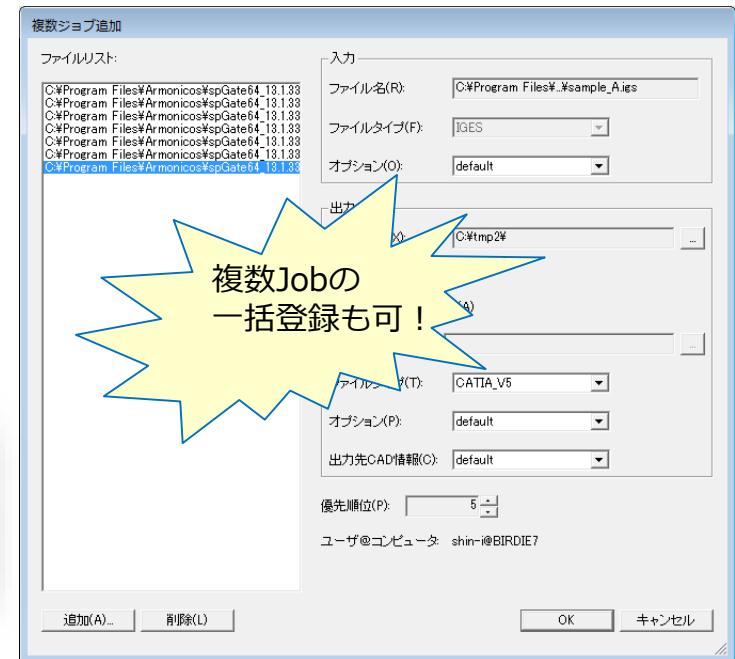 複数ジョブ追加
ファイルリスト:
C:¥Program Files¥Armonicos¥spGate64_13.1.33
C:¥Program Files¥Armonicos¥spGate64_13.1.33
C:¥Program Files¥Armonicos¥spGate64_13.1.33
C:¥Program Files¥Armonicos¥spGate64_13.1.33
C:¥Program Files¥Armonicos¥spGate64_13.1.33
C:¥Program Files¥Armonicos¥spGate64_13.1.33
C:¥Program Files¥Armonicos¥spGate64_13.1.33
入力
ファイル名(R): C:¥Program Files¥..¥sample_A.igs
ファイルタイプ(F): IGES
オプション(O): default
出力
X): C:¥tmp2¥ ...
(A)
...
複数Jobの
一括登録も可！
ファイルタイプ(T): CATIA_V5
オプション(P): default
出力先CAD情報(C): default
優先順位(P): 5
ユーザ@コンピュータ: shin-i@BIRDIE7
追加(A)... 削除(L) OK キャンセル